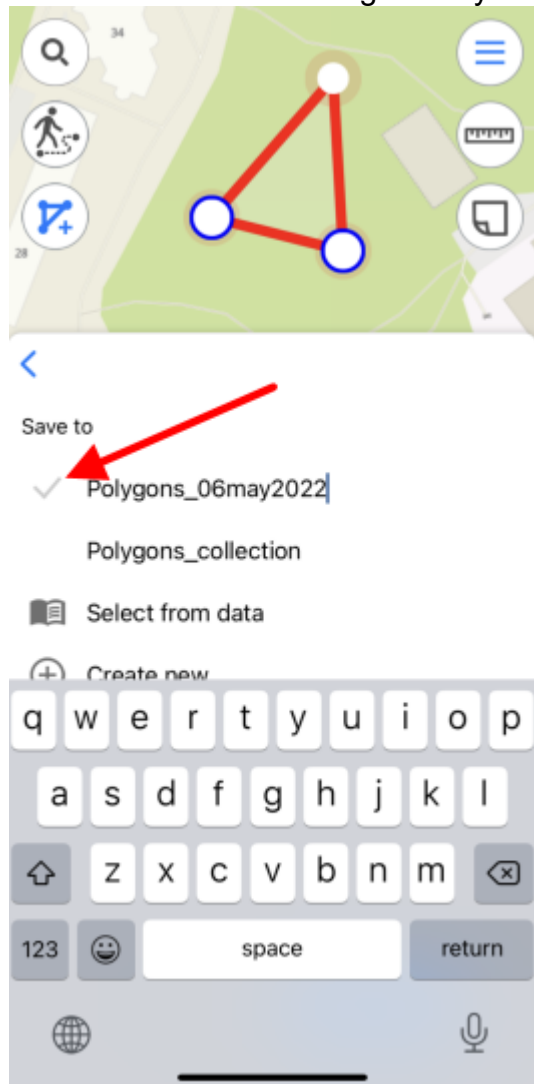 34
28
Save to
Polygons_06may2022
Polygons_collection
Select from data
Create new
q w e r t y u i o p
a s d f g h j k l
z x c v b n m
123 space return